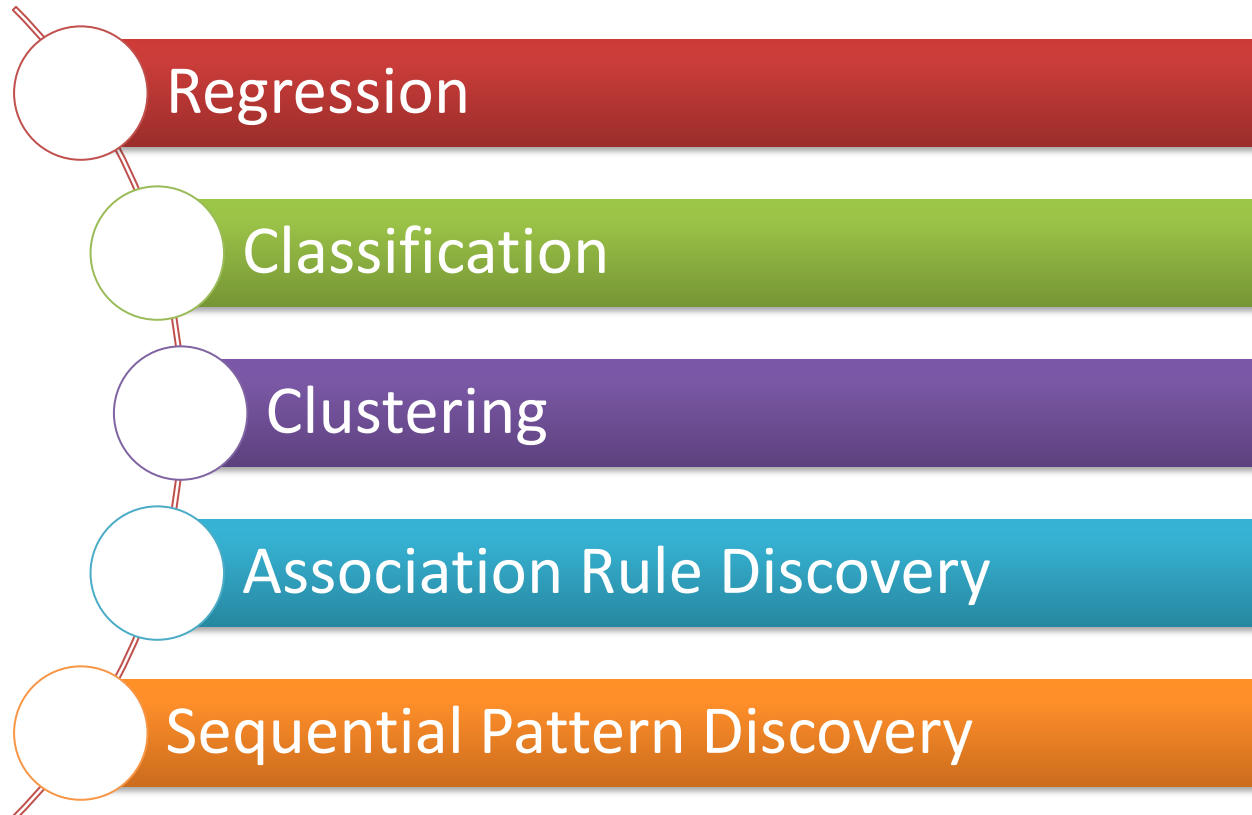 Regression
Classification
Clustering
Association Rule Discovery
Sequential Pattern Discovery